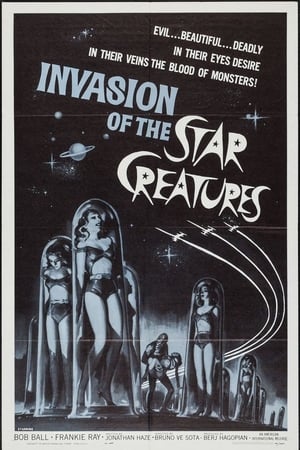 EVIL...BEAUTIFUL...DEADLY
IN THEIR EYES DESIRE
IN THEIR VEINS THE BLOOD OF MONSTERS!
INVASION
OF THE
STAR
CREATURES
STARRING
BOB BALL · FRANKIE RAY · JONATHAN HAZE · BRUNO VE SOTA · BERJ HAGOPIAN
AN AMERICAN
INTERNATIONAL PICTURE